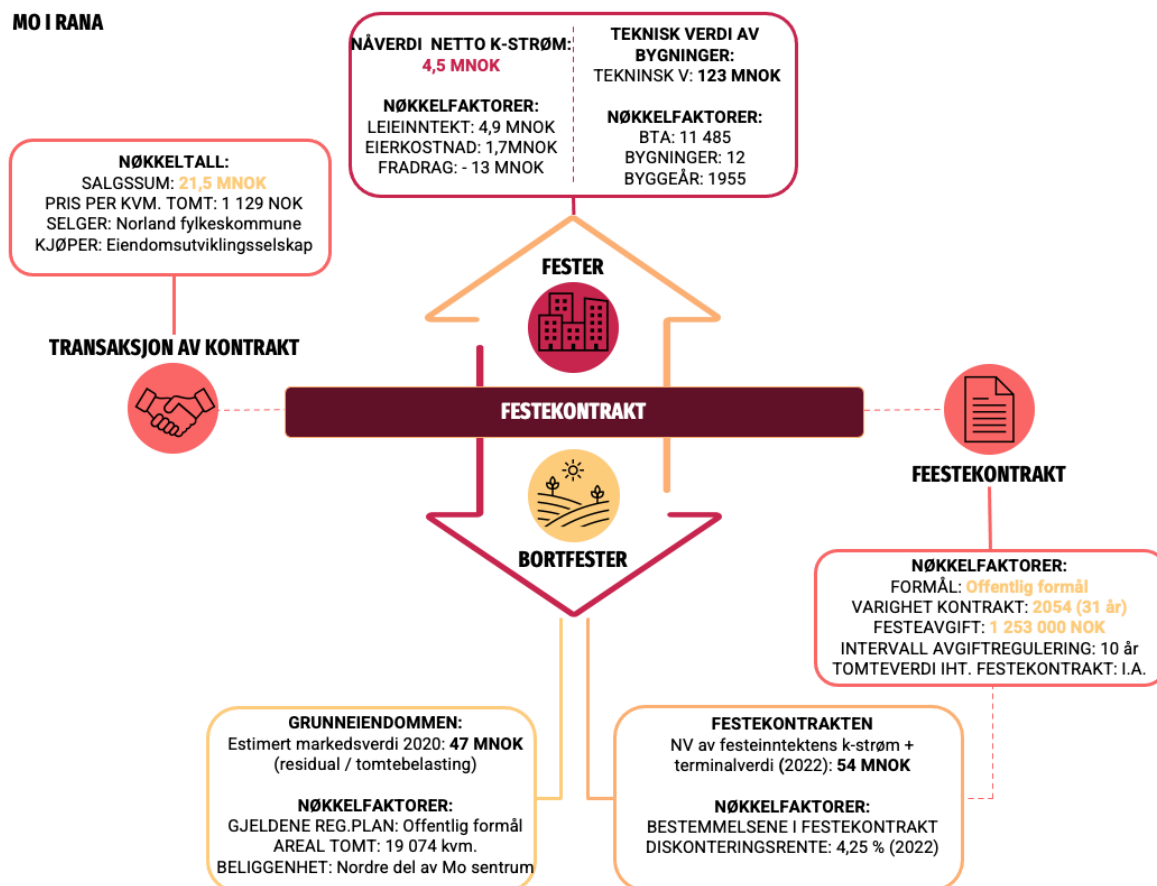 MO I RANA
NÅVERDI NETTO K-STRØM:
4,5 MNOK
NØKKELFAKTORER:
LEIEINNTEKT: 4,9 MNOK
EIERKOSTNAD: 1,7MNOK
FRADRAG: - 13 MNOK
TEKNISK VERDI AV
BYGNINGER:
TEKNINSK V: 123 MNOK
NØKKELFAKTORER:
BTA: 11 485
BYGNINGER: 12
BYGGEÅR: 1955
NØKKELTALL:
SALGSSUM: 21,5 MNOK
PRIS PER KVM. TOMT: 1 129 NOK
SELGER: Norland fylkeskommune
KJØPER: Eiendomsutviklingsselskap
FESTER
TRANSAKSJON AV KONTRAKT
FESTEKONTRAKT
FEESTEKONTRAKT
BORTFESTER
NØKKELFAKTORER:
FORMÅL: Offentlig formål
VARIGHET KONTRAKT: 2054 (31 år)
FESTEAVGIFT: 1 253 000 NOK
INTERVALL AVGIFTREGULERING: 10 år
TOMTEVERDI IHT. FESTEKONTRAKT: I.A.
GRUNNEIENDOMMEN:
Estimert markedsverdi 2020: 47 MNOK
(residual / tomtebelasting)
NØKKELFAKTORER:
GJELDENE REG.PLAN: Offentlig formål
AREAL TOMT: 19 074 kvm.
BELIGGENHET: Nordre del av Mo sentrum
FESTEKONTRAKTEN
NV av festeinntektens k-strøm +
terminalverdi (2022): 54 MNOK
NØKKELFAKTORER:
BESTEMMELSENE I FESTEKONTRAKT
DISKONTERINGSRENTE: 4,25 % (2022)